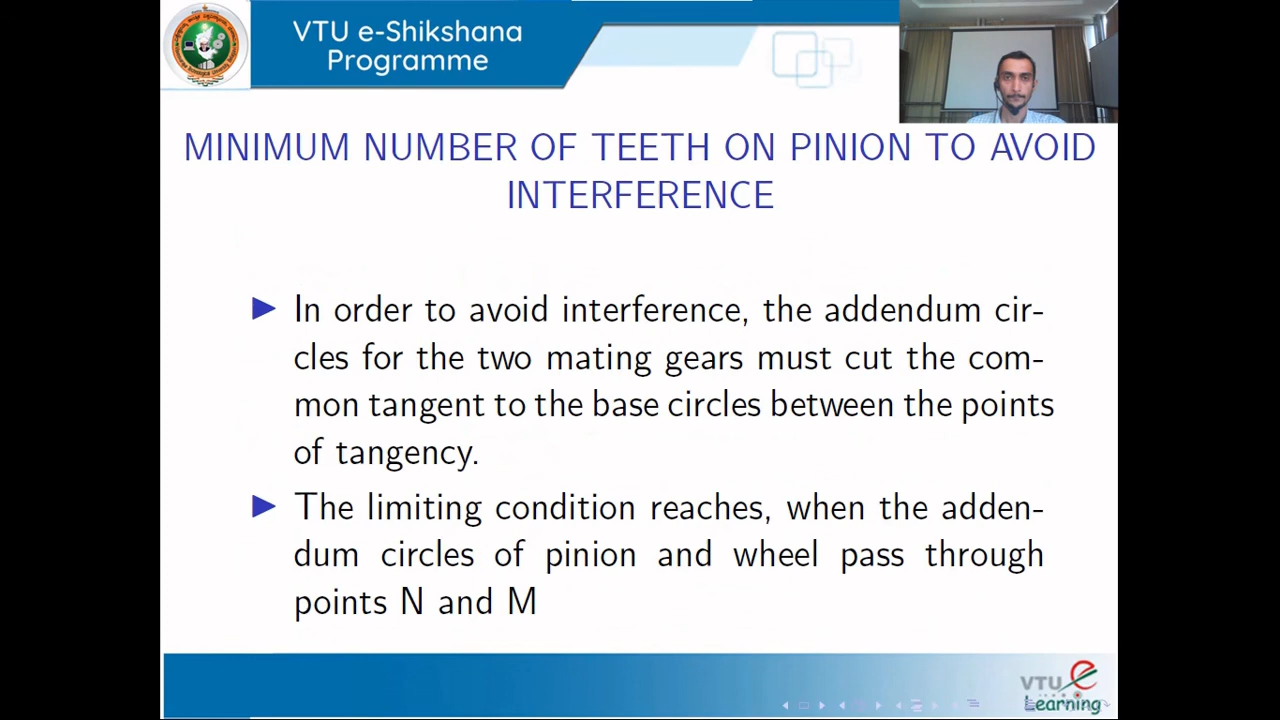 VTU e-Shikshana
Programme
MINIMUM NUMBER OF TEETH ON PINION TO AVOID
INTERFERENCE
In order to avoid interference, the addendum cir-
cles for the two mating gears must cut the com-
mon tangent to the base circles between the points
of tangency.
The limiting condition reaches, when the adden-
dum circles of pinion and wheel pass through
points N and M
VTU e
Learning